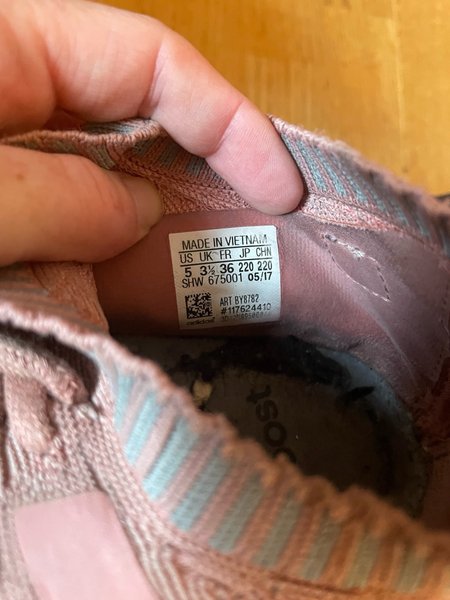 MADE IN VIETNAM
US UK FR JP CHN
5 3½ 36 220 220
SHW 675001 05/17
ART BY8782
#117624410
adidas
ost